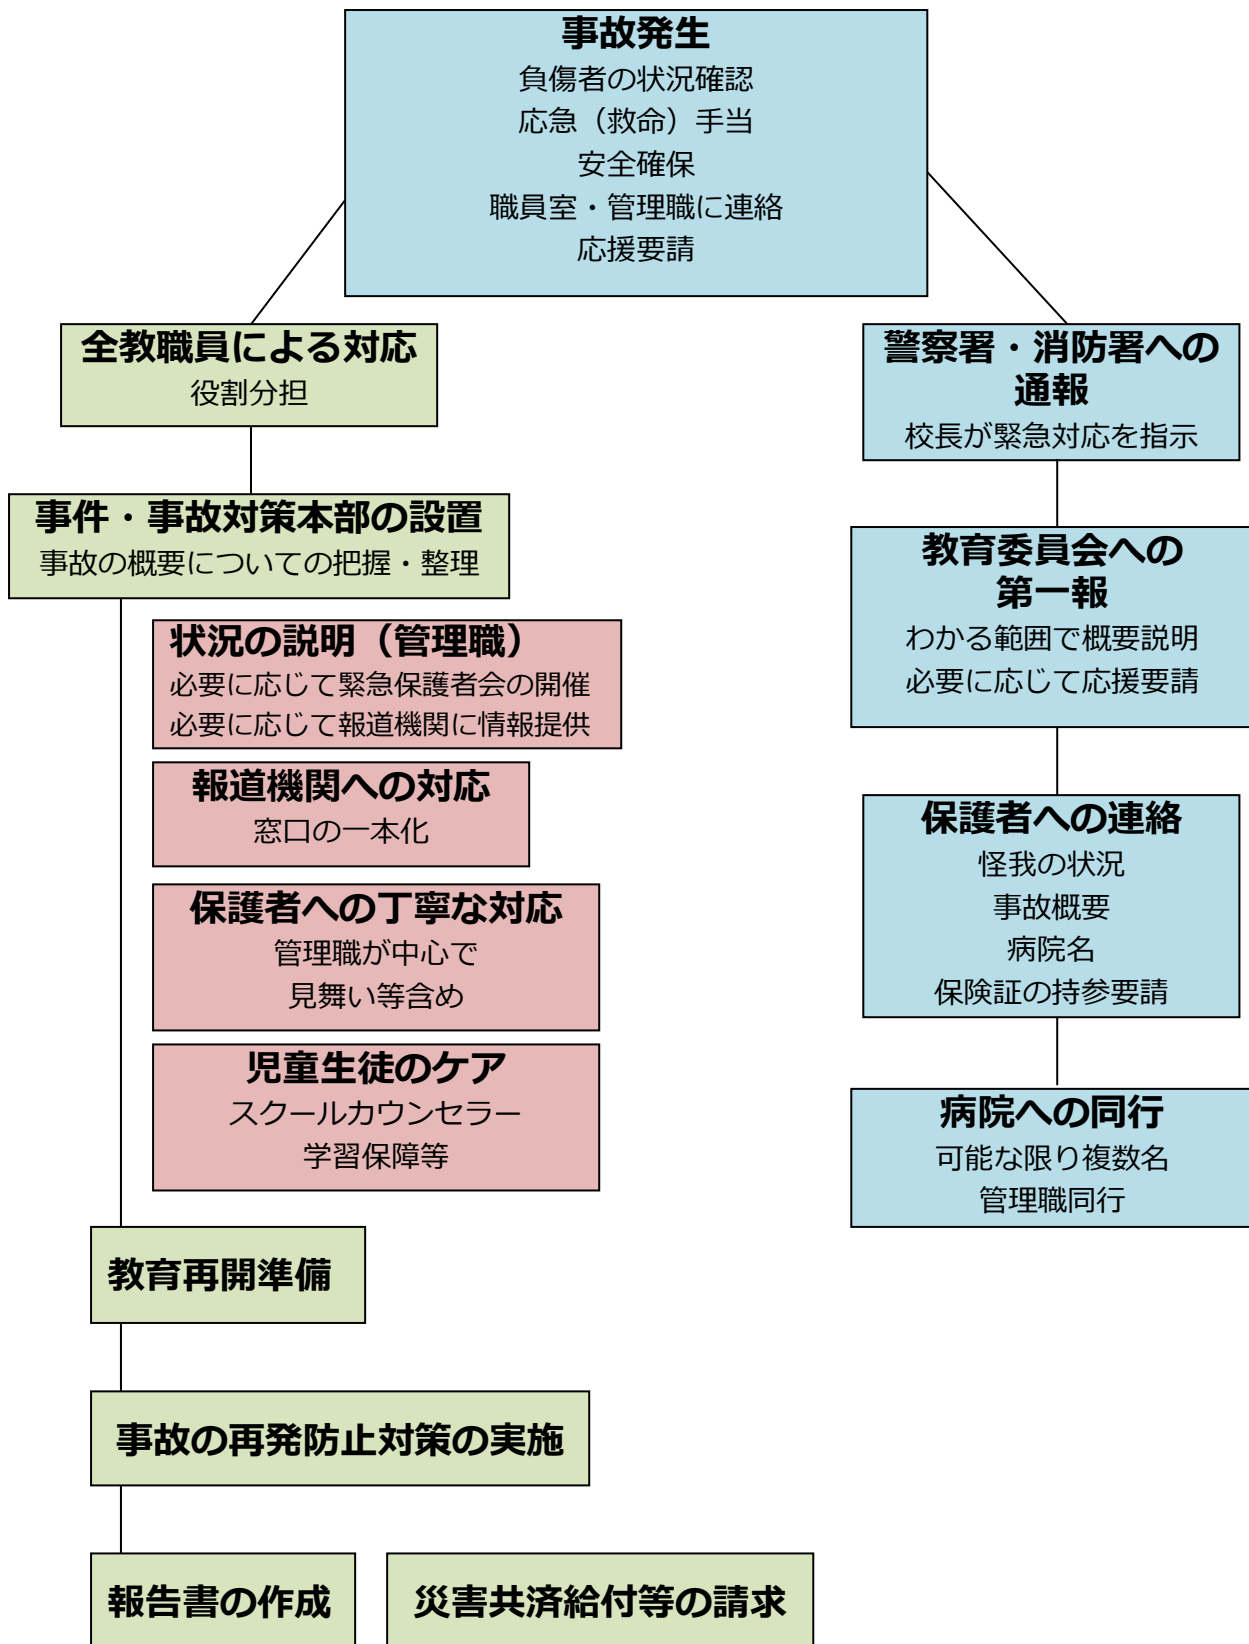 事故発生
負傷者の状況確認
応急（救命）手当
安全確保
職員室・管理職に連絡
応援要請
全教職員による対応
役割分担
事件・事故対策本部の設置
事故の概要についての把握・整理
状況の説明（管理職）
必要に応じて緊急保護者会の開催
必要に応じて報道機関に情報提供
報道機関への対応
窓口の一本化
保護者への丁寧な対応
管理職が中心で
見舞い等含め
児童生徒のケア
スクールカウンセラー
学習保障等
教育再開準備
事故の再発防止対策の実施
報告書の作成
災害共済給付等の請求
警察署・消防署への
通報
校長が緊急対応を指示
教育委員会への
第一報
わかる範囲で概要説明
必要に応じて応援要請
保護者への連絡
怪我の状況
事故概要
病院名
保険証の持参要請
病院への同行
可能な限り複数名
管理職同行